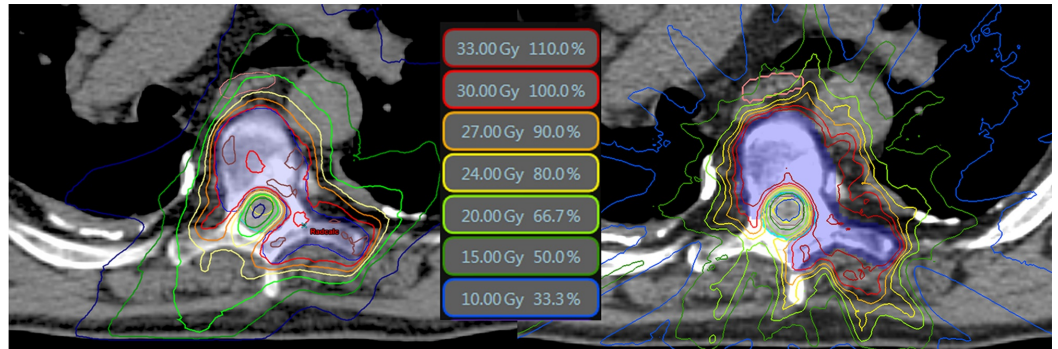 33.00 Gy 110.0 %
30.00 Gy 100.0 %
27.00 Gy 90.0 %
24.00 Gy 80.0 %
20.00 Gy 66.7 %
15.00 Gy 50.0 %
10.00 Gy 33.3 %